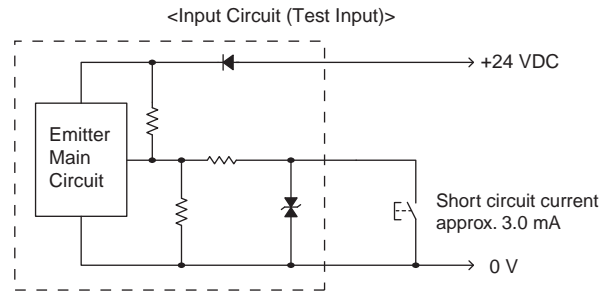 <Input Circuit (Test Input)>
+24 VDC
Emitter
Main
Circuit
Short circuit current
approx. 3.0 mA
0 V